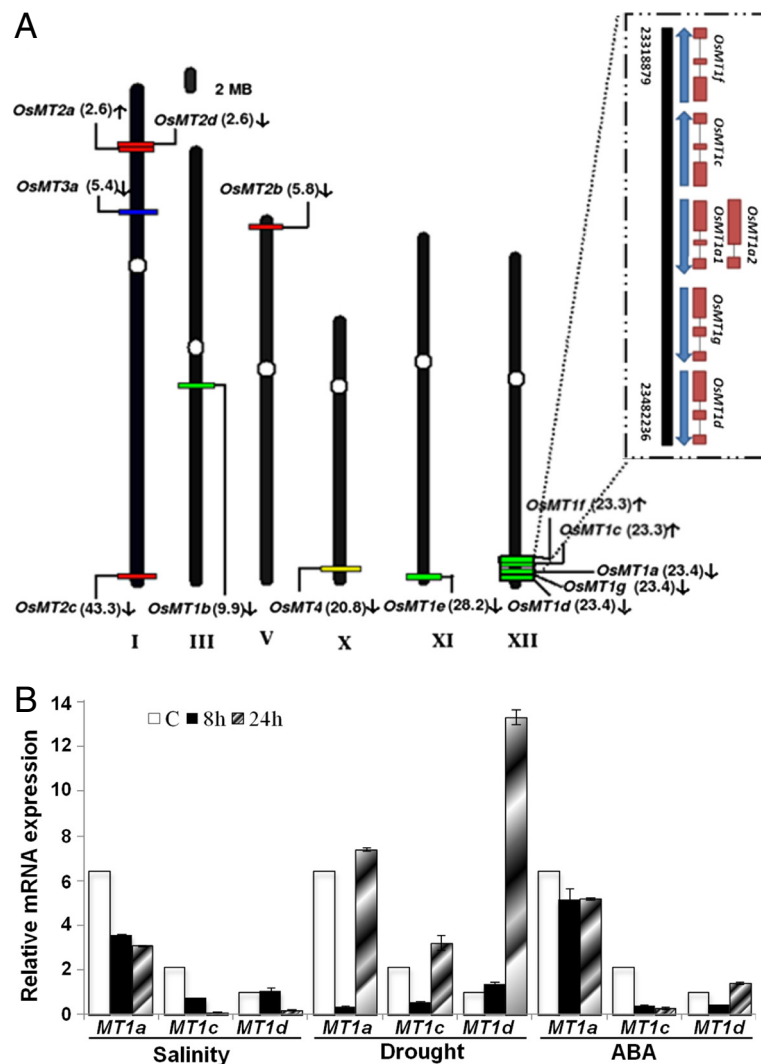 A
2 MB
OsMT2a (2.6)↑
OsMT2d (2.6)↓
OsMT3a (5.4)↓
OsMT2b (5.8)↓
OsMT2c (43.3)↓
OsMT1b (9.9)↓
OsMT4 (20.8)↓
OsMT1e (28.2)↓
OsMT1f (23.3)↑
OsMT1c (23.3)↑
OsMT1a (23.4)↓
OsMT1g (23.4)↓
OsMT1d (23.4)↓
I III V X XI XII
23318879
23482236
OsMT1f
OsMT1c
OsMT1a1
OsMT1a2
OsMT1g
OsMT1d
B
Relative mRNA expression
14
12
10
8
6
4
2
0
C 8h 24h
MT1a MT1c MT1d MT1a MT1c MT1d MT1a MT1c MT1d
Salinity Drought ABA